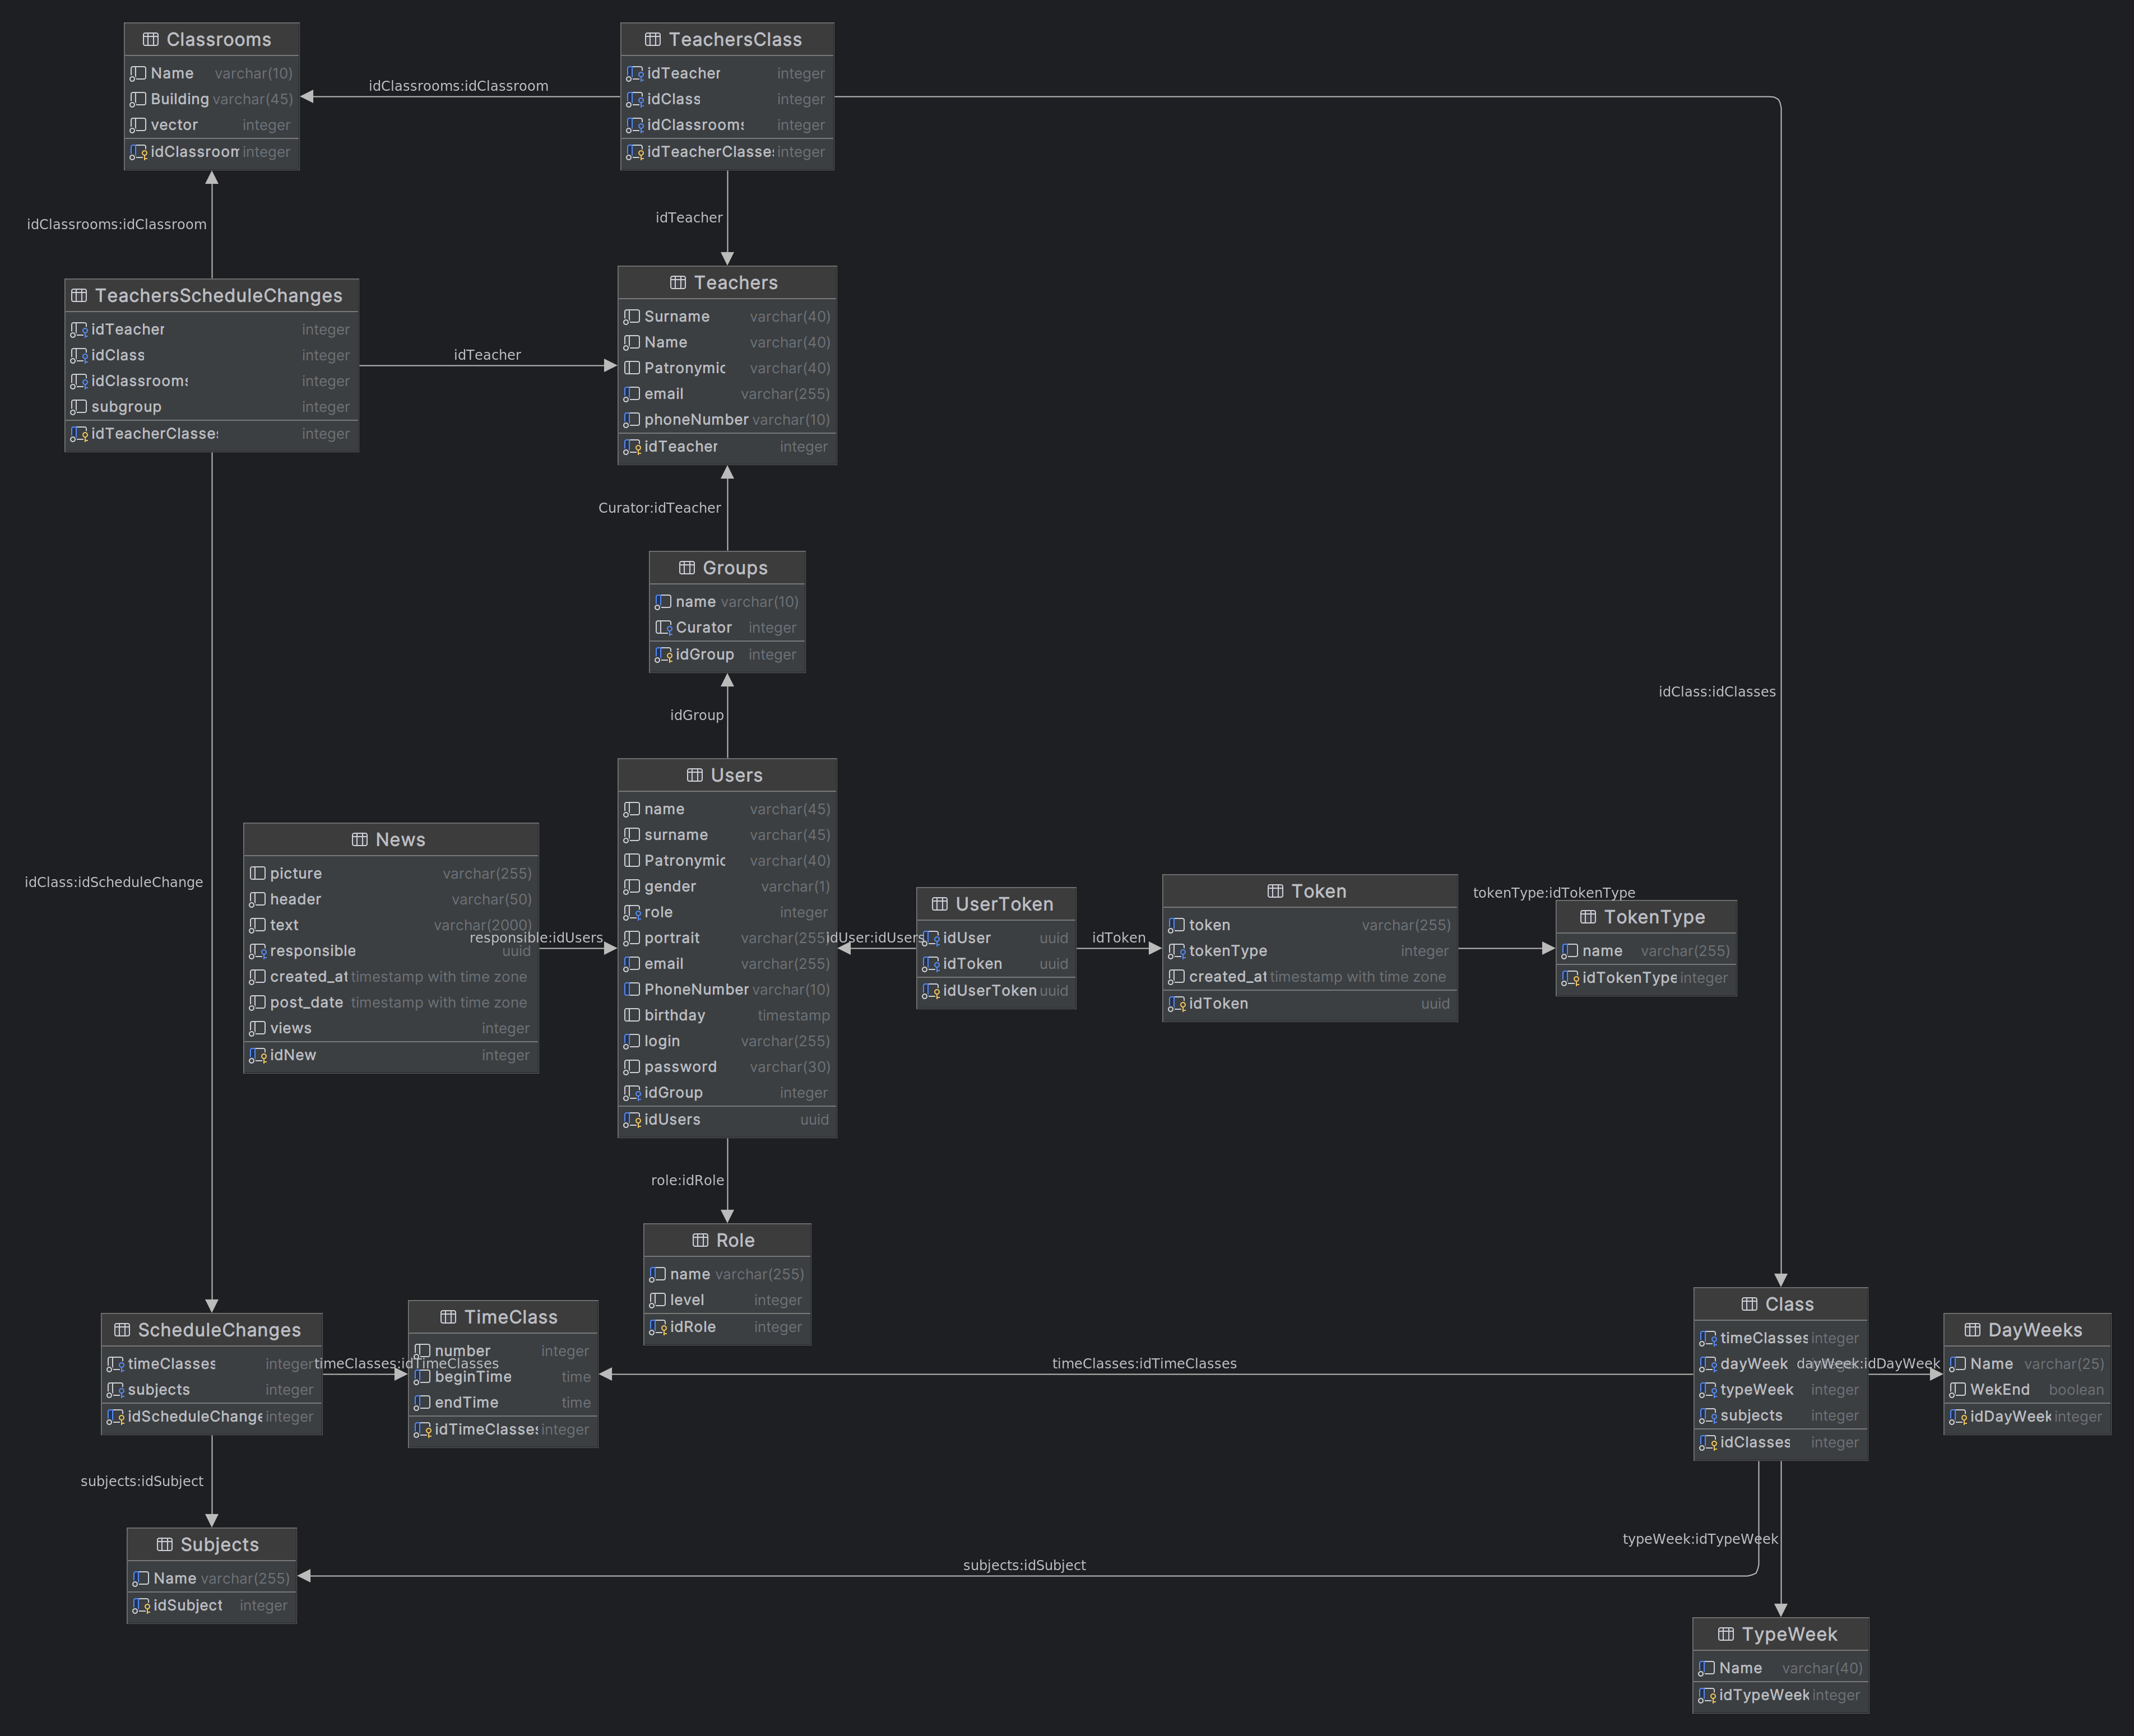 Classrooms
Name varchar(10)
Building varchar(45)
vector integer
idClassroom integer
TeachersClass
idTeacher integer
idClass integer
idClassrooms integer
idTeacherClasses integer
idClassrooms:idClassroom
idClassrooms:idClassroom
idTeacher
TeachersScheduleChanges
idTeacher integer
idClass integer
idClassrooms integer
subgroup integer
idTeacherClasses integer
idTeacher
Teachers
Surname varchar(40)
Name varchar(40)
Patronymic varchar(40)
email varchar(255)
phoneNumber varchar(10)
idTeacher integer
Curator:idTeacher
Groups
name varchar(10)
Curator integer
idGroup integer
idGroup
idClass:idClasses
Users
name varchar(45)
surname varchar(45)
Patronymic varchar(40)
gender varchar(1)
role integer
portrait varchar(255)
email varchar(255)
PhoneNumber varchar(10)
birthday timestamp
login varchar(255)
password varchar(30)
idGroup integer
idUsers uuid
idClass:idScheduleChange
News
picture varchar(255)
header varchar(50)
text varchar(2000)
responsible uuid
created_at timestamp with time zone
post_date timestamp with time zone
views integer
idNew integer
responsible:idUsers
idUser:idUsers
UserToken
idUser uuid
idToken uuid
idUserToken uuid
idToken
Token
token varchar(255)
tokenType integer
created_at timestamp with time zone
idToken uuid
tokenType:idTokenType
TokenType
name varchar(255)
idTokenType integer
role:idRole
Role
name varchar(255)
level integer
idRole integer
ScheduleChanges
timeClasses integer
subjects integer
idScheduleChange integer
timeClasses:idTimeClasses
TimeClass
number integer
beginTime time
endTime time
idTimeClasses integer
timeClasses:idTimeClasses
Class
timeClasses integer
dayWeek
typeWeek integer
subjects integer
idClasses integer
dayWeek:idDayWeek
DayWeeks
Name varchar(25)
WekEnd boolean
idDayWeek integer
subjects:idSubject
Subjects
Name varchar(255)
idSubject integer
subjects:idSubject
typeWeek:idTypeWeek
TypeWeek
Name varchar(40)
idTypeWeek integer